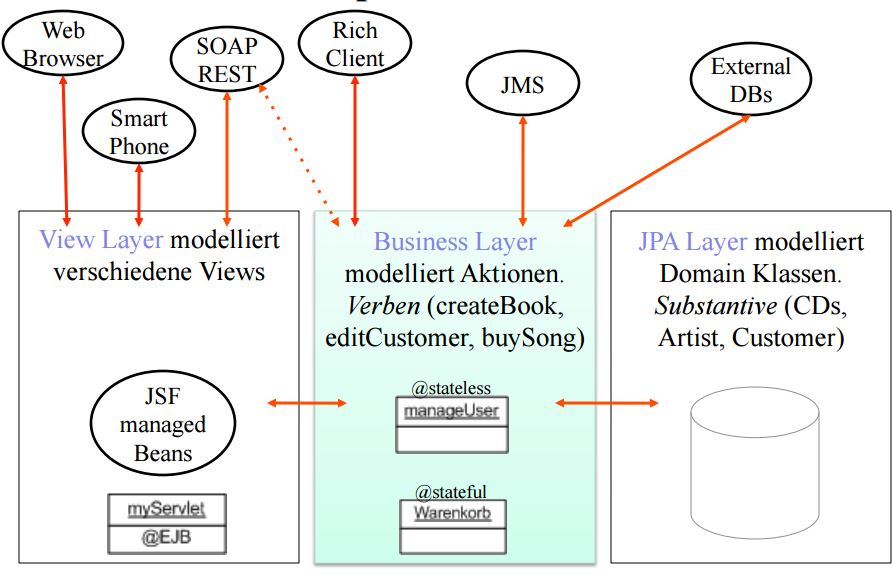 Web
Browser
SOAP
REST
Rich
Client
JMS
External
DBs
Smart
Phone
View Layer modelliert
verschiedene Views
JSF
managed
Beans
myServlet
@EJB
Business Layer
modelliert Aktionen.
Verben (createBook,
editCustomer, buySong)
@stateless
manageUser
@stateful
Warenkorb
JPA Layer modelliert
Domain Klassen.
Substantive (CDs,
Artist, Customer)